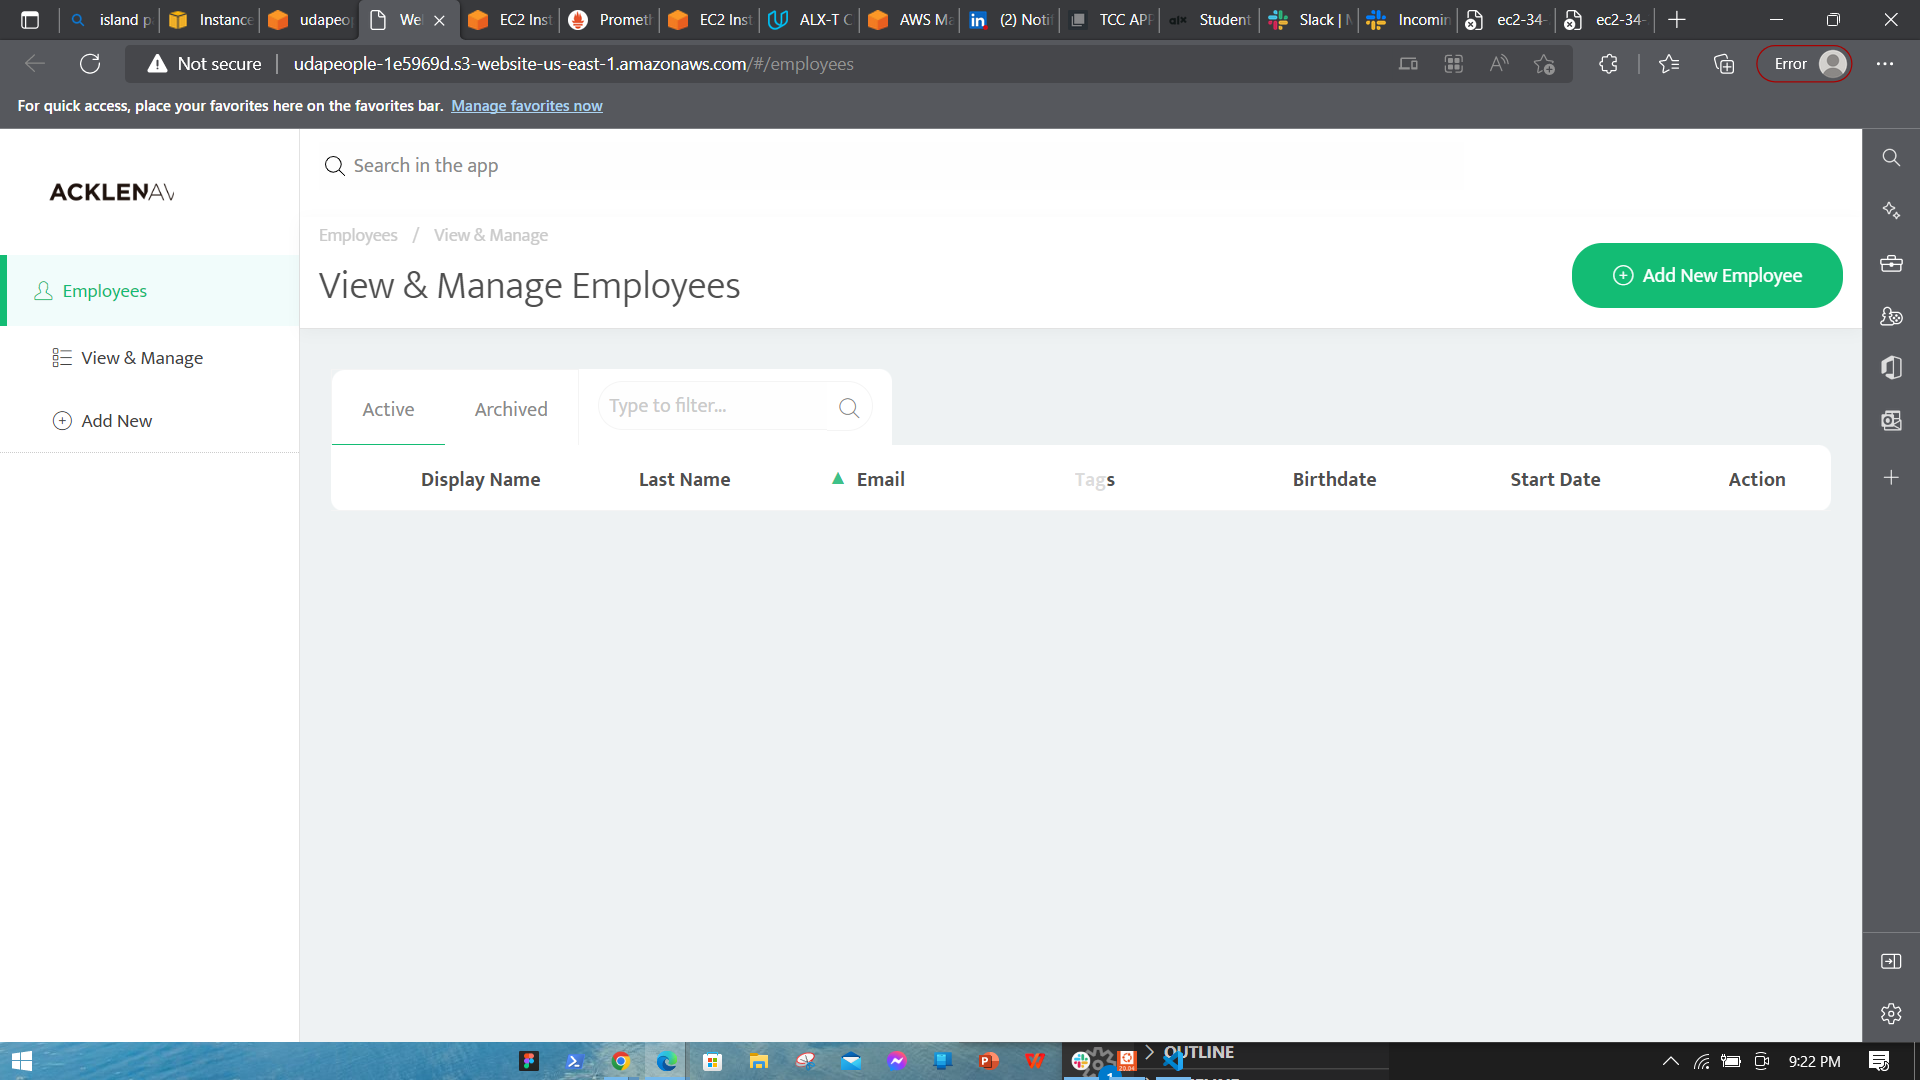 island p
Instance
udapeop
We
EC2 Inst
Prometh
EC2 Inst
ALX-T C
AWS Ma
(2) Notif
TCC APP
Student
Slack | M
Incomin
ec2-34-
ec2-34-
Not secure
udapeople-1e5969d.s3-website-us-east-1.amazonaws.com/#/employees
Error
For quick access, place your favorites here on the favorites bar. Manage favorites now
ACKLENAV
Search in the app
Employees / View & Manage
View & Manage Employees
Add New Employee
Employees
View & Manage
Add New
Active
Archived
Type to filter...
Display Name
Last Name
Email
Tags
Birthdate
Start Date
Action
OUTLINE
9:22 PM